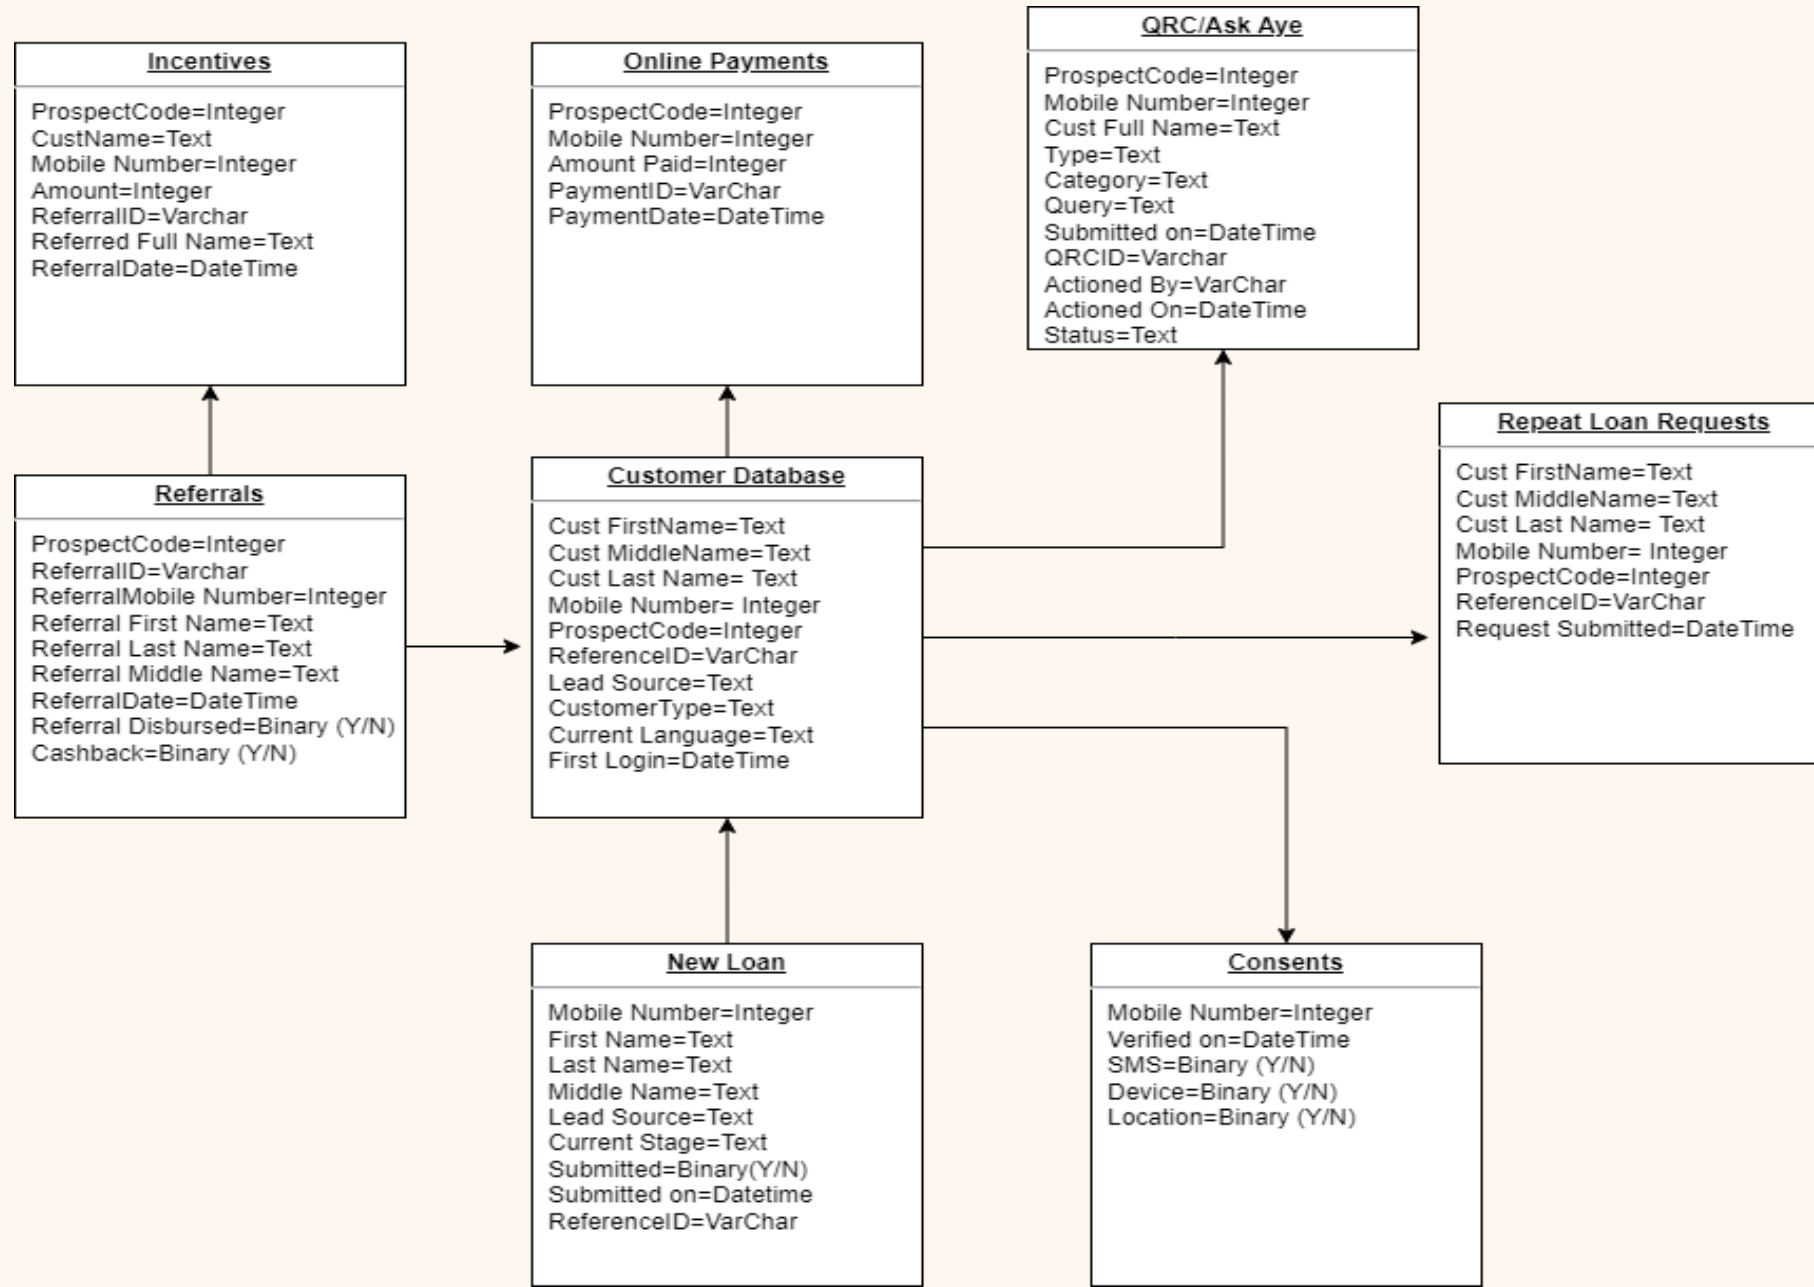 Incentives
ProspectCode=Integer
CustName=Text
Mobile Number=Integer
Amount=Integer
ReferralID=Varchar
Referred Full Name=Text
ReferralDate=DateTime
Online Payments
ProspectCode=Integer
Mobile Number=Integer
Amount Paid=Integer
PaymentID=VarChar
PaymentDate=DateTime
QRC/Ask Aye
ProspectCode=Integer
Mobile Number=Integer
Cust Full Name=Text
Type=Text
Category=Text
Query=Text
Submitted on=DateTime
QRCID=Varchar
Actioned By=VarChar
Actioned On=DateTime
Status=Text
Referrals
ProspectCode=Integer
ReferralID=Varchar
ReferralMobile Number=Integer
Referral First Name=Text
Referral Last Name=Text
Referral Middle Name=Text
ReferralDate=DateTime
Referral Disbursed=Binary (Y/N)
Cashback=Binary (Y/N)
Customer Database
Cust FirstName=Text
Cust MiddleName=Text
Cust Last Name= Text
Mobile Number= Integer
ProspectCode=Integer
ReferenceID=VarChar
Lead Source=Text
CustomerType=Text
Current Language=Text
First Login=DateTime
Repeat Loan Requests
Cust FirstName=Text
Cust MiddleName=Text
Cust Last Name= Text
Mobile Number= Integer
ProspectCode=Integer
ReferenceID=VarChar
Request Submitted=DateTime
New Loan
Mobile Number=Integer
First Name=Text
Last Name=Text
Middle Name=Text
Lead Source=Text
Current Stage=Text
Submitted=Binary(Y/N)
Submitted on=Datetime
ReferenceID=VarChar
Consents
Mobile Number=Integer
Verified on=DateTime
SMS=Binary (Y/N)
Device=Binary (Y/N)
Location=Binary (Y/N)